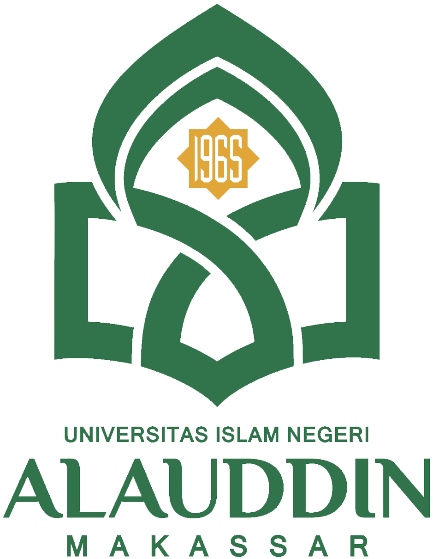 1965
UNIVERSITAS ISLAM NEGERI
ALAUDDIN
MAKASSAR